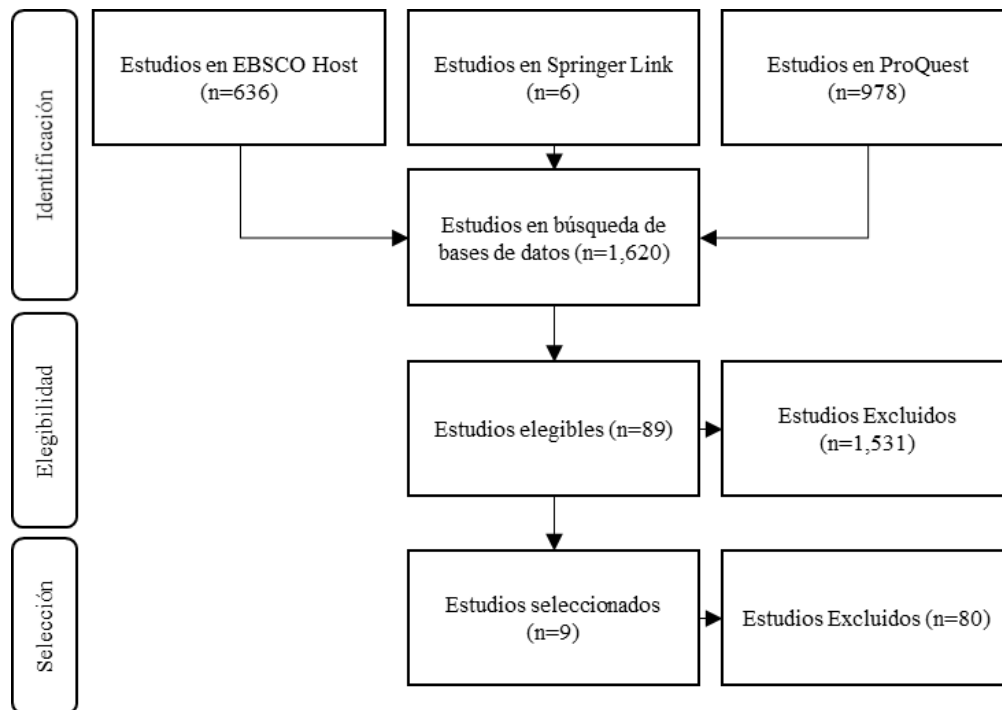 Identificación
Estudios en EBSCO Host
(n=636)
Estudios en Springer Link
(n=6)
Estudios en ProQuest
(n=978)
Estudios en búsqueda de
bases de datos (n=1,620)
Elegibilidad
Estudios elegibles (n=89)
Estudios Excluidos
(n=1,531)
Selección
Estudios seleccionados
(n=9)
Estudios Excluidos (n=80)